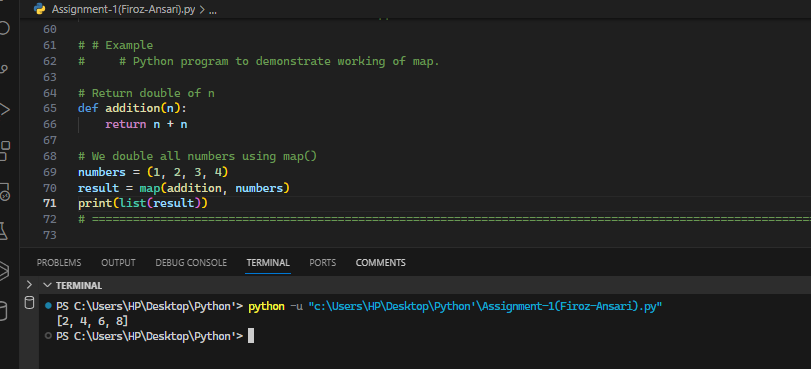 Assignment-1(Firoz-Ansari).py > ...
60
61 # # Example
62 #     # Python program to demonstrate working of map.
63
64 # Return double of n
65 def addition(n):
66     return n + n
67
68 # We double all numbers using map()
69 numbers = (1, 2, 3, 4)
70 result = map(addition, numbers)
71 print(list(result))
72 # ==========================================================================================================
73
PROBLEMS OUTPUT DEBUG CONSOLE TERMINAL PORTS COMMENTS
TERMINAL
PS C:\Users\HP\Desktop\Python'> python -u "c:\Users\HP\Desktop\Python'\Assignment-1(Firoz-Ansari).py"
[2, 4, 6, 8]
PS C:\Users\HP\Desktop\Python'>